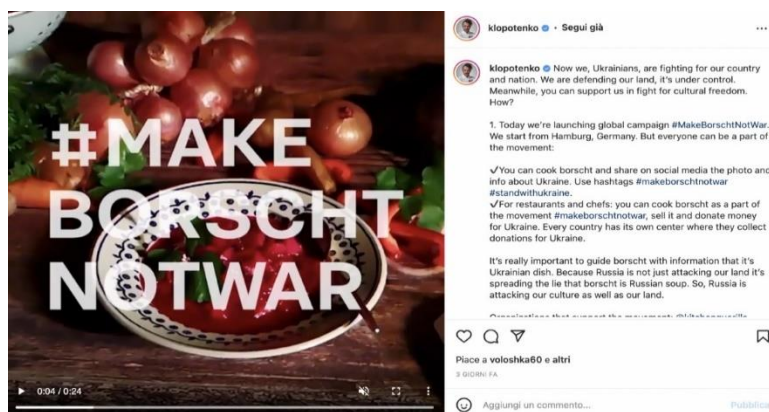 #MAKE
BORSCHT
NOTWAR
0:04 / 0:24
klopotenko • Segui già
klopotenko Now we, Ukrainians, are fighting for our country
and nation. We are defending our land, it's under control.
Meanwhile, you can support us in fight for cultural freedom.
How?
1. Today we're launching global campaign #MakeBorschtNotWar.
We start from Hamburg, Germany. But everyone can be a part of
the movement:
✓You can cook borscht and share on social media the photo and
info about Ukraine. Use hashtags #makeborschtnotwar
#standwithukraine.
✓For restaurants and chefs: you can cook borscht as a part of
the movement #makeborschtnotwar, sell it and donate money
for Ukraine. Every country has its own center where they collect
donations for Ukraine.
It's really important to guide borscht with information that it's
Ukrainian dish. Because Russia is not just attacking our land it's
spreading the lie that borscht is Russian soup. So, Russia is
attacking our culture as well as our land.
Organizations that support the movement: @kitchenguerilla
Piace a voloshka60 e altri
3 GIORNI FA
Aggiungi un commento...
Pubblica